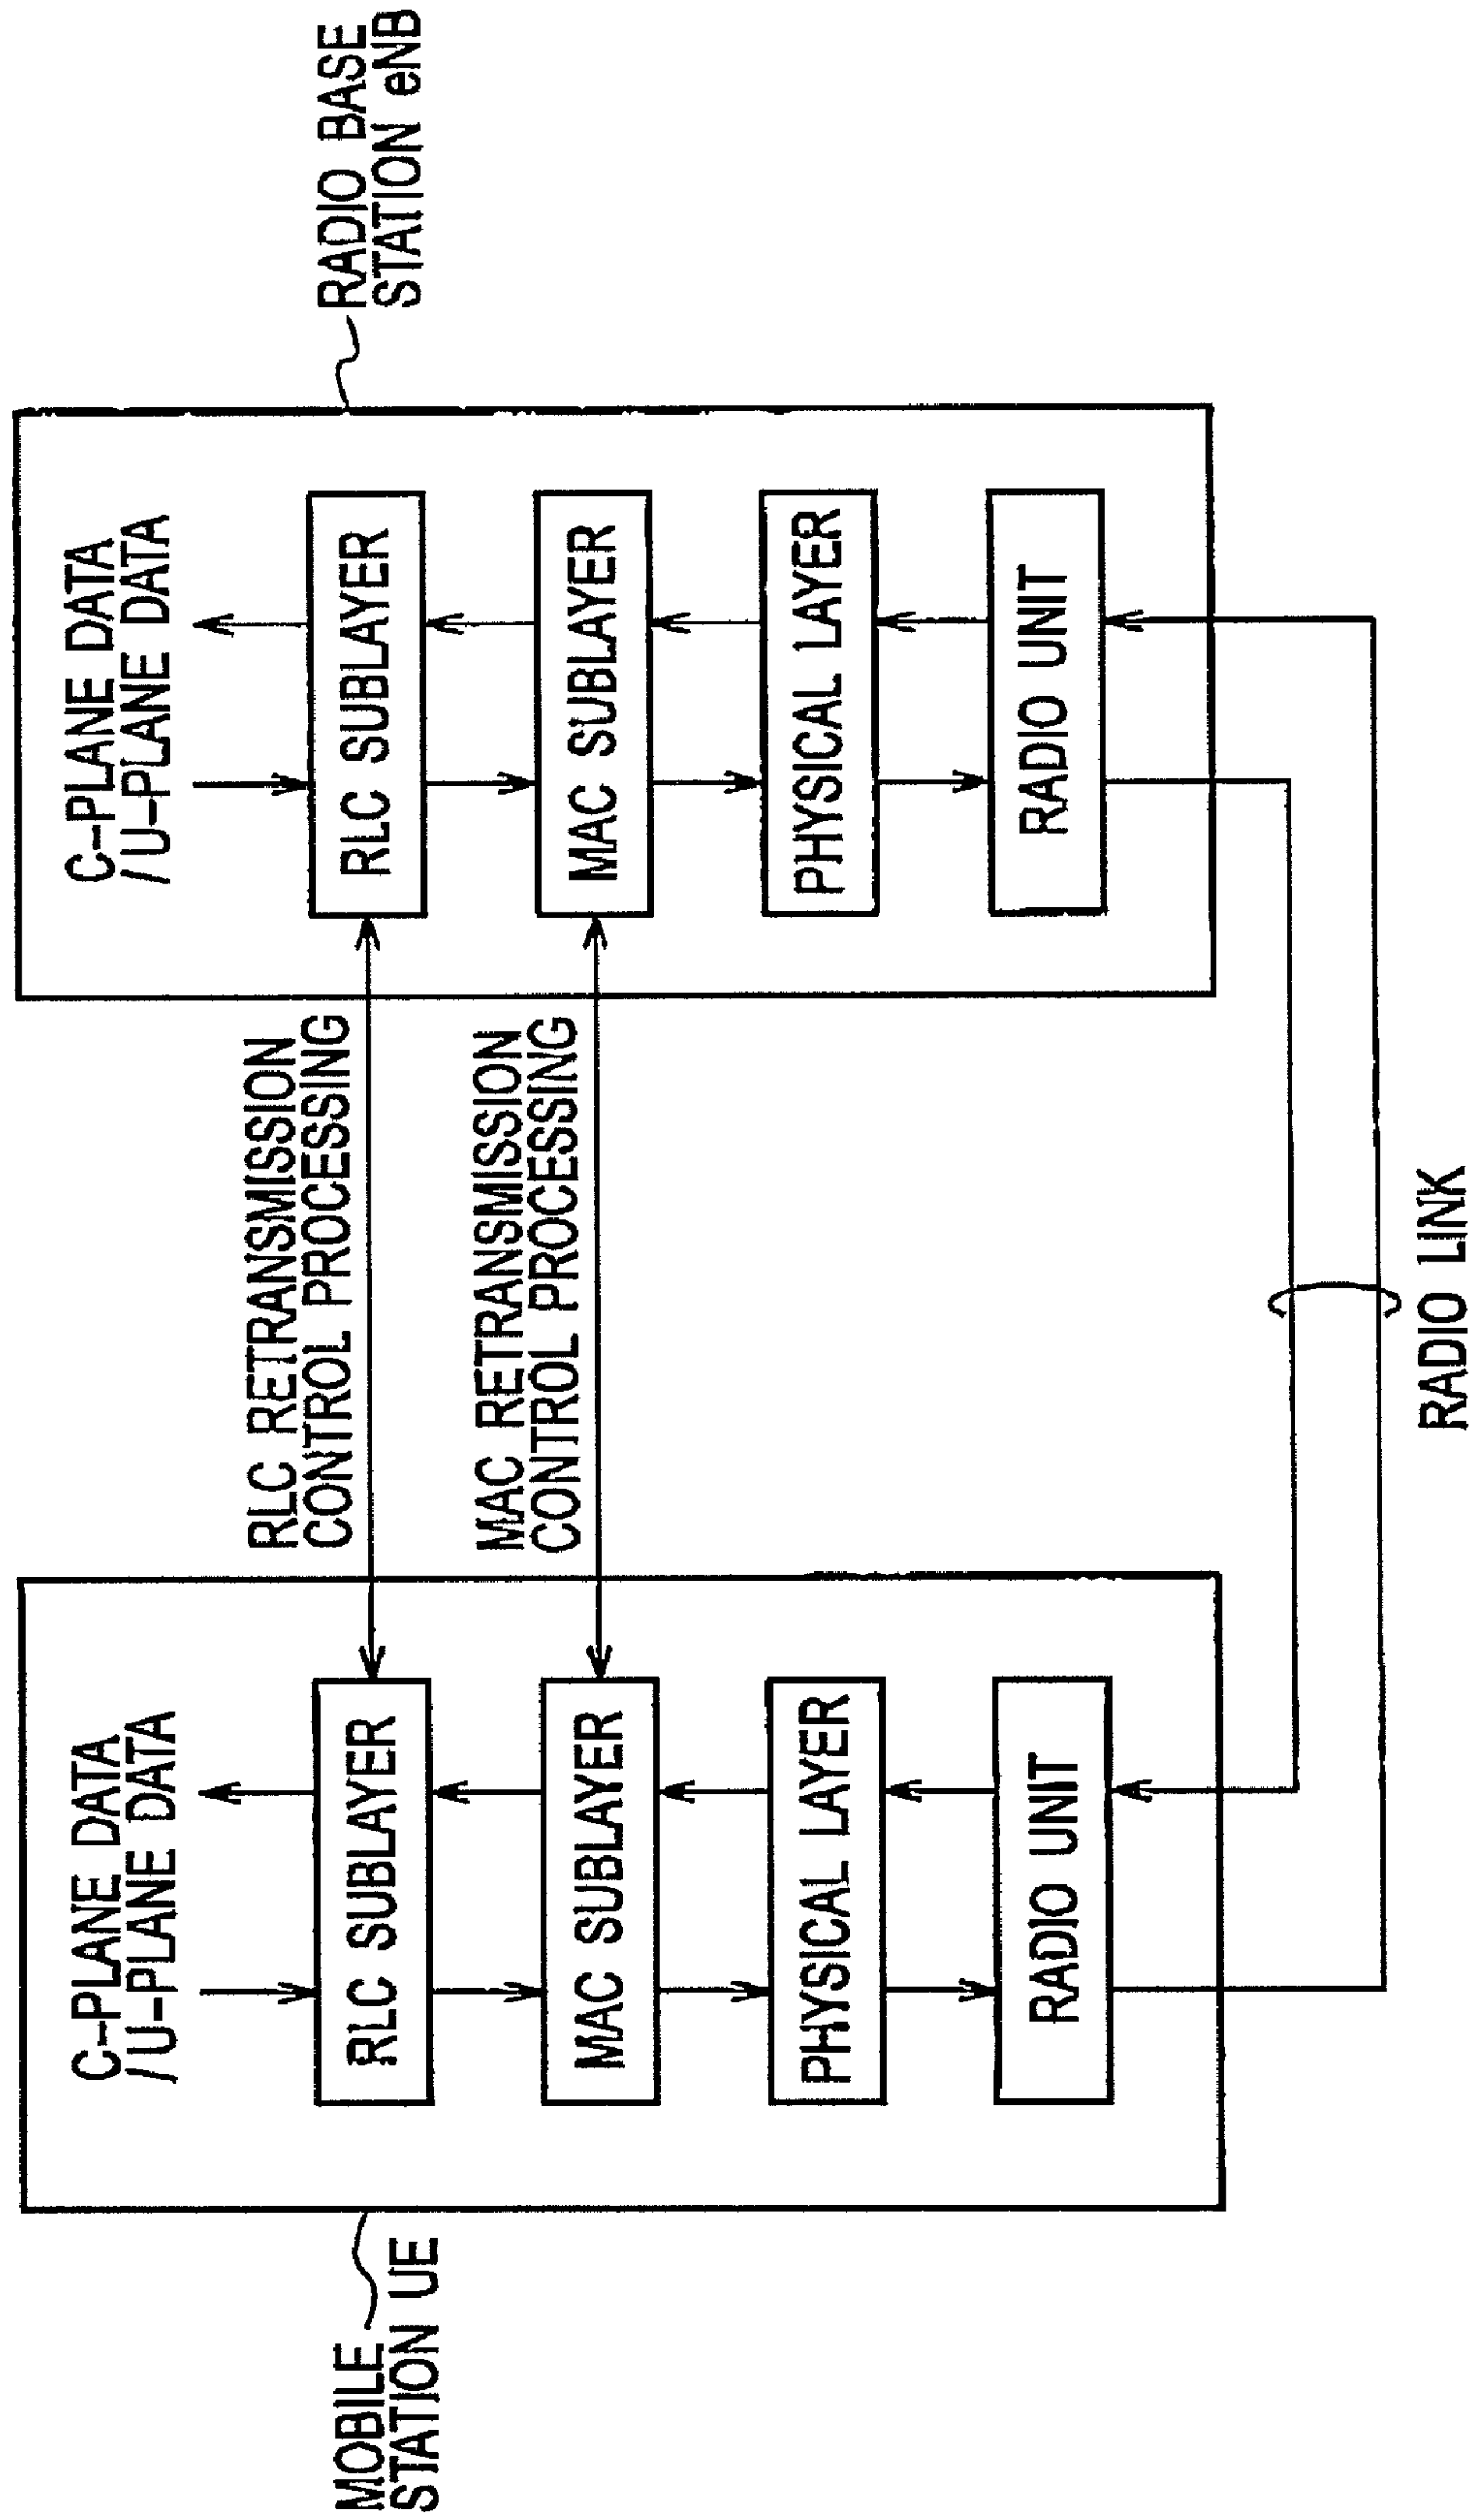 MOBILE
STATION UE
C-PLANE DATA
/U-PLANE DATA
RLC SUBLAYER
MAC SUBLAYER
PHYSICAL LAYER
RADIO UNIT
RLC RETRANSMISSION
CONTROL PROCESSING
MAC RETRANSMISSION
CONTROL PROCESSING
RADIO LINK
C-PLANE DATA
/U-PLANE DATA
RLC SUBLAYER
MAC SUBLAYER
PHYSICAL LAYER
RADIO UNIT
RADIO BASE
STATION eNB